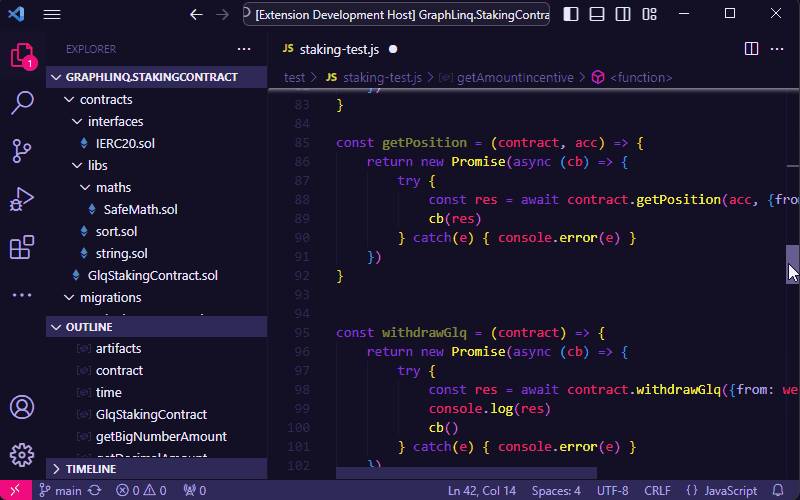 [Extension Development Host] GraphLinq.StakingContra
EXPLORER
1
GRAPHLINQ.STAKINGCONTRACT
contracts
interfaces
IERC20.sol
libs
maths
SafeMath.sol
sort.sol
string.sol
GlqStakingContract.sol
migrations
OUTLINE
artifacts
contract
time
GlqStakingContract
getBigNumberAmount
getDecimalAmount
TIMELINE
JS staking-test.js
test > JS staking-test.js > getAmountIncentive > <function>
})
83 }
84
85 const getPosition = (contract, acc) => {
86 return new Promise(async (cb) => {
87 try {
88 const res = await contract.getPosition(acc, {from
89 cb(res)
90 } catch(e) { console.error(e) }
91 })
92 }
93
94
95 const withdrawGlq = (contract) => {
96 return new Promise(async (cb) => {
97 try {
98 const res = await contract.withdrawGlq({from: we
99 console.log(res)
100 cb()
101 } catch(e) { console.error(e) }
102 })
main 0 0 0 Ln 42, Col 14 Spaces: 4 UTF-8 CRLF {} JavaScript